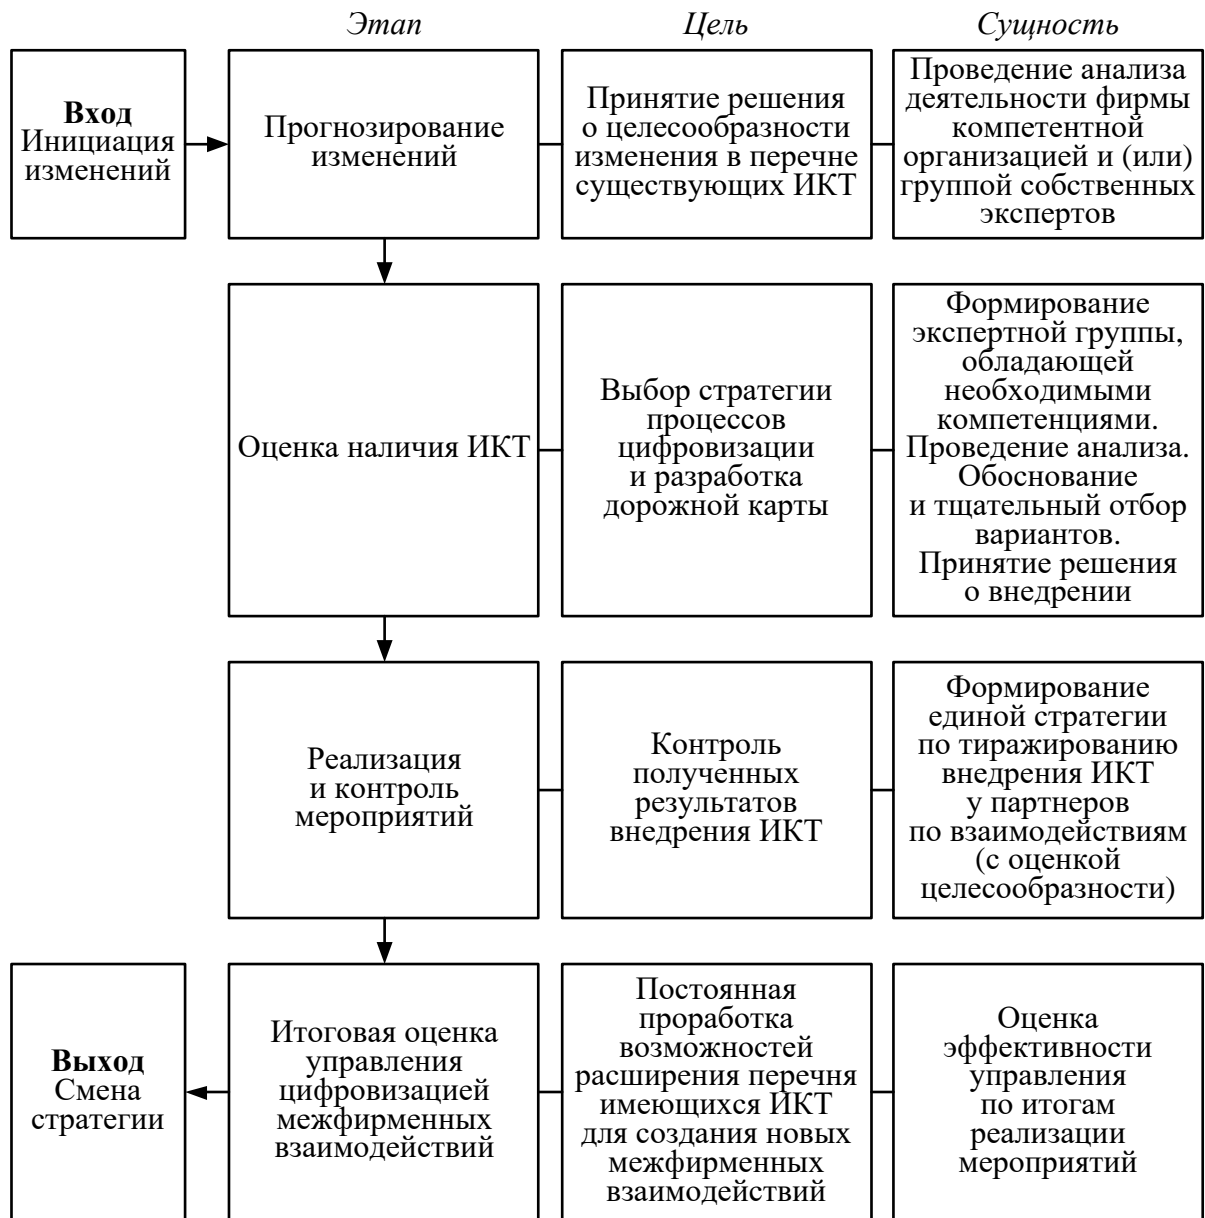 Этап
Цель
Сущность
Вход
Инициация
изменений
Прогнозирование
изменений
Принятие решения
о целесообразности
изменения в перечне
существующих ИКТ
Проведение анализа
деятельности фирмы
компетентной
организацией и (или)
группой собственных
экспертов
Оценка наличия ИКТ
Выбор стратегии
процессов
цифровизации
и разработка
дорожной карты
Формирование
экспертной группы,
обладающей
необходимыми
компетенциями.
Проведение анализа.
Обоснование
и тщательный отбор
вариантов.
Принятие решения
о внедрении
Реализация
и контроль
мероприятий
Контроль
полученных
результатов
внедрения ИКТ
Формирование
единой стратегии
по тиражированию
внедрения ИКТ
у партнеров
по взаимодействиям
(с оценкой
целесообразности)
Выход
Смена
стратегии
Итоговая оценка
управления
цифровизацией
межфирменных
взаимодействий
Постоянная
проработка
возможностей
расширения перечня
имеющихся ИКТ
для создания новых
межфирменных
взаимодействий
Оценка
эффективности
управления
по итогам
реализации
мероприятий